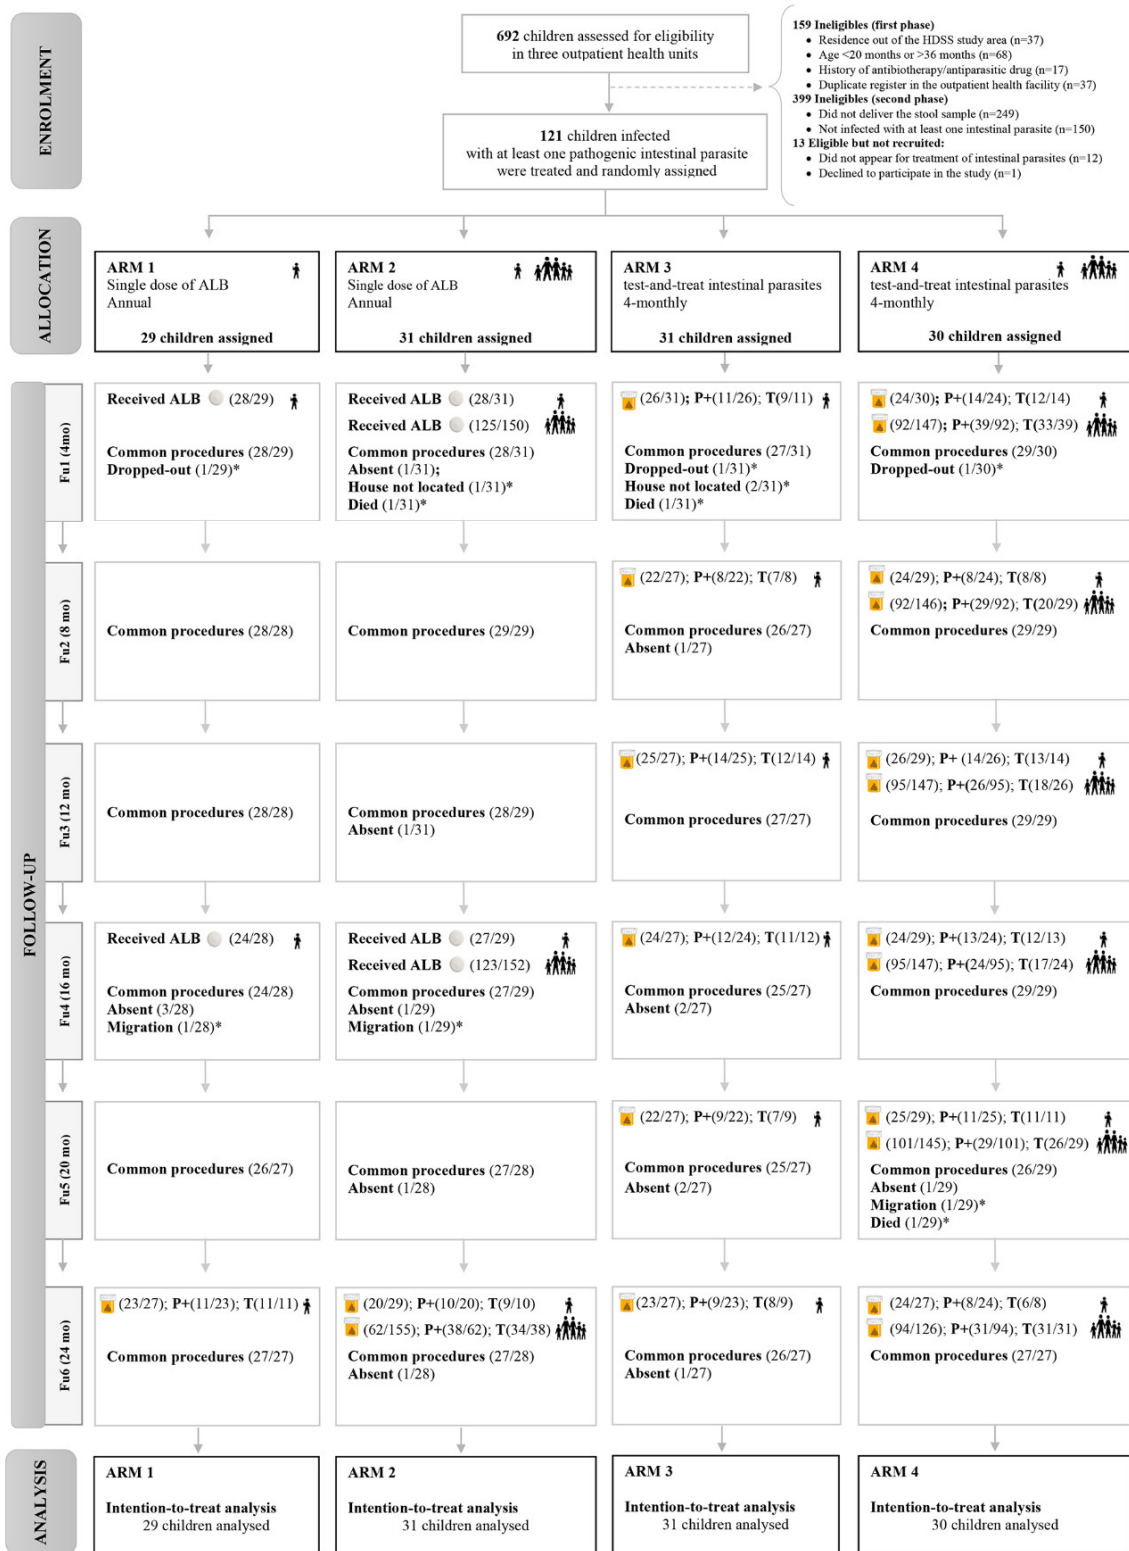 ENROLMENT
692 children assessed for eligibility
in three outpatient health units
159 Ineligibles (first phase)
• Residence out of the HDSS study area (n=37)
• Age <20 months or >36 months (n=68)
• History of antibiotherapy/antiparasitic drug (n=17)
• Duplicate register in the outpatient health facility (n=37)
399 Ineligibles (second phase)
• Did not deliver the stool sample (n=249)
• Not infected with at least one intestinal parasite (n=150)
13 Eligible but not recruited:
• Did not appear for treatment of intestinal parasites (n=12)
• Declined to participate in the study (n=1)
121 children infected
with at least one pathogenic intestinal parasite
were treated and randomly assigned
ALLOCATION
ARM 1
Single dose of ALB
Annual
29 children assigned
ARM 2
Single dose of ALB
Annual
31 children assigned
ARM 3
test-and-treat intestinal parasites
4-monthly
31 children assigned
ARM 4
test-and-treat intestinal parasites
4-monthly
30 children assigned
FOLLOW-UP
Fu1 (4mo)
Received ALB (28/29)
Common procedures (28/29)
Dropped-out (1/29)*
Received ALB (28/31)
Received ALB (125/150)
Common procedures (28/31)
Absent (1/31);
House not located (1/31)*
Died (1/31)*
(26/31); P+(11/26); T(9/11)
Common procedures (27/31)
Dropped-out (1/31)*
House not located (2/31)*
Died (1/31)*
(24/30); P+(14/24); T(12/14)
(92/147); P+(39/92); T(33/39)
Common procedures (29/30)
Dropped-out (1/30)*
Fu2 (8 mo)
Common procedures (28/28)
Common procedures (29/29)
(22/27); P+(8/22); T(7/8)
Common procedures (26/27)
Absent (1/27)
(24/29); P+(8/24); T(8/8)
(92/146); P+(29/92); T(20/29)
Common procedures (29/29)
Fu3 (12 mo)
Common procedures (28/28)
Common procedures (28/29)
Absent (1/31)
(25/27); P+(14/25); T(12/14)
Common procedures (27/27)
(26/29); P+ (14/26); T(13/14)
(95/147); P+(26/95); T(18/26)
Common procedures (29/29)
Fu4 (16 mo)
Received ALB (24/28)
Common procedures (24/28)
Absent (3/28)
Migration (1/28)*
Received ALB (27/29)
Received ALB (123/152)
Common procedures (27/29)
Absent (1/29)
Migration (1/29)*
(24/27); P+(12/24); T(11/12)
Common procedures (25/27)
Absent (2/27)
(24/29); P+(13/24); T(12/13)
(95/147); P+(24/95); T(17/24)
Common procedures (29/29)
Fu5 (20 mo)
Common procedures (26/27)
Common procedures (27/28)
Absent (1/28)
(22/27); P+(9/22); T(7/9)
Common procedures (25/27)
Absent (2/27)
(25/29); P+(11/25); T(11/11)
(101/145); P+(29/101); T(26/29)
Common procedures (26/29)
Absent (1/29)
Migration (1/29)*
Died (1/29)*
Fu6 (24 mo)
(23/27); P+(11/23); T(11/11)
Common procedures (27/27)
(20/29); P+(10/20); T(9/10)
(62/155); P+(38/62); T(34/38)
Common procedures (27/28)
Absent (1/28)
(23/27); P+(9/23); T(8/9)
Common procedures (26/27)
Absent (1/27)
(24/27); P+(8/24); T(6/8)
(94/126); P+(31/94); T(31/31)
Common procedures (27/27)
ANALYSIS
ARM 1
Intention-to-treat analysis
29 children analysed
ARM 2
Intention-to-treat analysis
31 children analysed
ARM 3
Intention-to-treat analysis
31 children analysed
ARM 4
Intention-to-treat analysis
30 children analysed